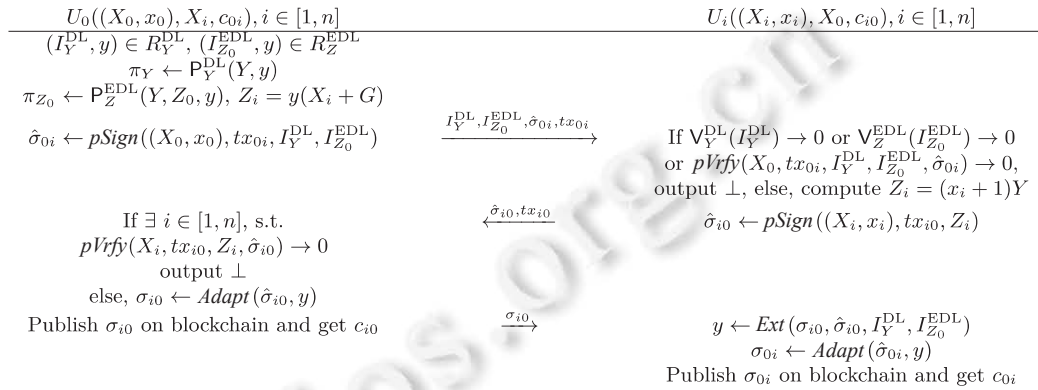 U_0((X_0, x_0), X_i, c_{0i}), i ∈ [1, n]
U_i((X_i, x_i), X_0, c_{i0}), i ∈ [1, n]
(I_Y^{DL}, y) ∈ R_Y^{DL}, (I_{Z_0}^{EDL}, y) ∈ R_Z^{EDL}
π_Y ← P_Y^{DL}(Y, y)
π_{Z_0} ← P_Z^{EDL}(Y, Z_0, y), Z_i = y(X_i + G)
σ̂_{0i} ← pSign((X_0, x_0), tx_{0i}, I_Y^{DL}, I_{Z_0}^{EDL})
I_Y^{DL}, I_{Z_0}^{EDL}, σ̂_{0i}, tx_{0i}
⟶
If V_Y^{DL}(I_Y^{DL}) → 0 or V_Z^{EDL}(I_{Z_0}^{EDL}) → 0
or pVrfy(X_0, tx_{0i}, I_Y^{DL}, I_{Z_0}^{EDL}, σ̂_{0i}) → 0,
output ⊥, else, compute Z_i = (x_i + 1)Y
If ∃ i ∈ [1, n], s.t.
σ̂_{i0}, tx_{i0}
⟵
σ̂_{i0} ← pSign((X_i, x_i), tx_{i0}, Z_i)
pVrfy(X_i, tx_{i0}, Z_i, σ̂_{i0}) → 0
output ⊥
else, σ_{i0} ← Adapt(σ̂_{i0}, y)
Publish σ_{i0} on blockchain and get c_{i0}
σ_{i0}
⟶
y ← Ext(σ_{i0}, σ̂_{i0}, I_Y^{DL}, I_{Z_0}^{EDL})
σ_{0i} ← Adapt(σ̂_{0i}, y)
Publish σ_{0i} on blockchain and get c_{0i}
os.org.cn